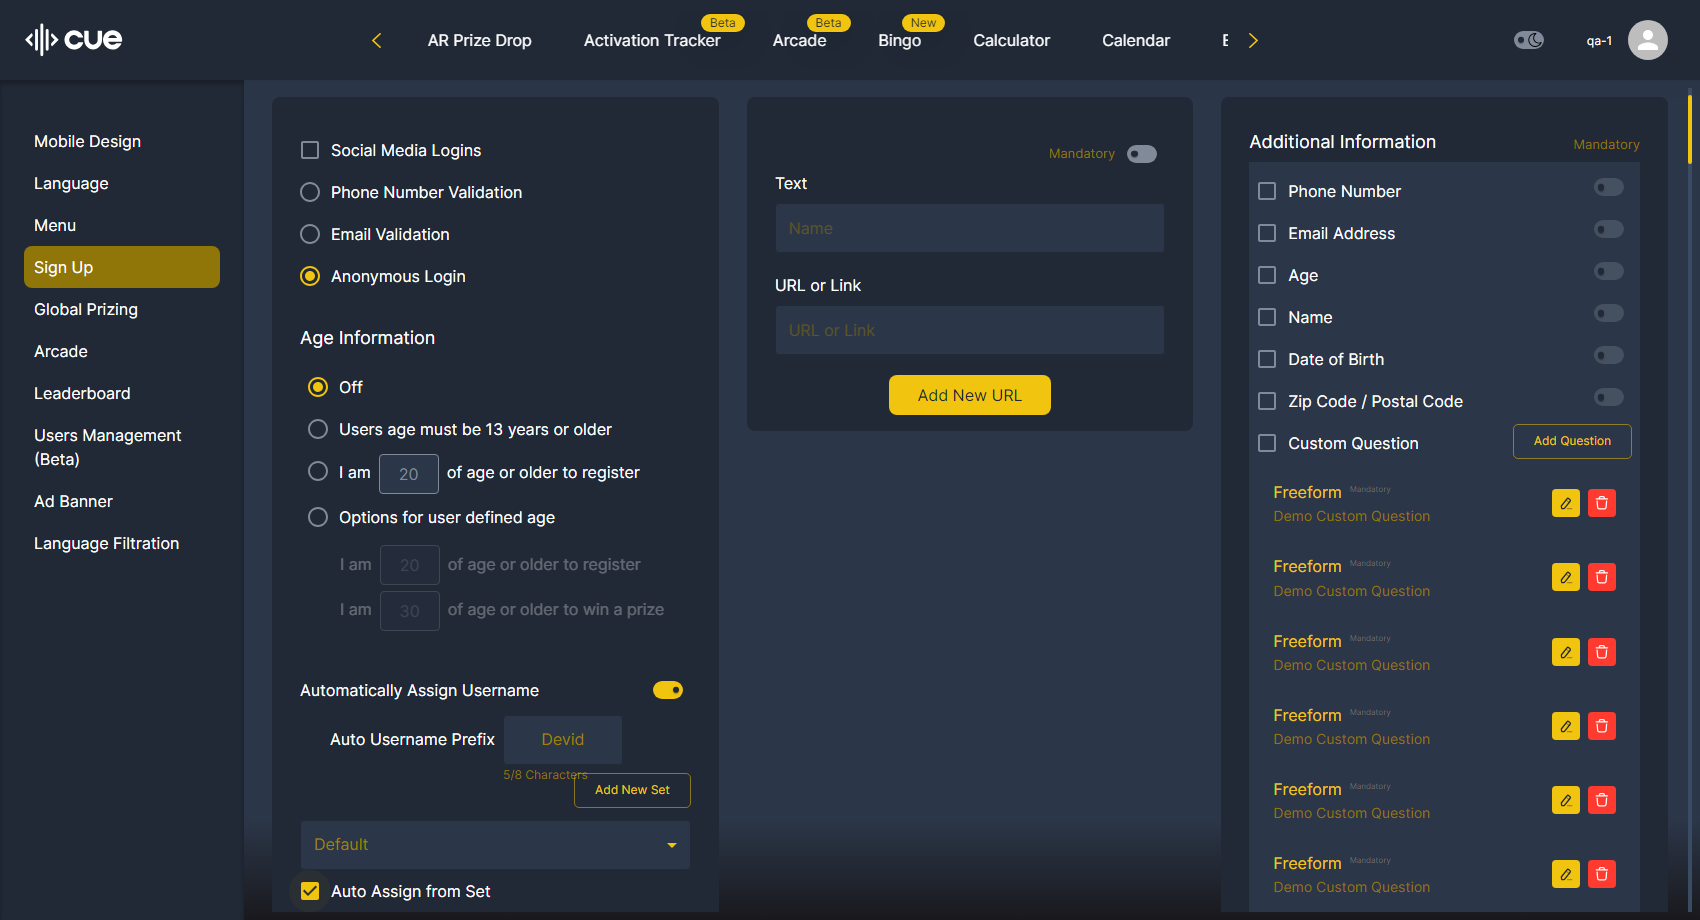 cue
AR Prize Drop
Activation Tracker
Beta
Arcade
Beta
Bingo
New
Calculator
Calendar
qa-1
Mobile Design
Language
Menu
Sign Up
Global Prizing
Arcade
Leaderboard
Users Management
(Beta)
Ad Banner
Language Filtration
Social Media Logins
Phone Number Validation
Email Validation
Anonymous Login
Age Information
Off
Users age must be 13 years or older
I am 20 of age or older to register
Options for user defined age
I am 20 of age or older to register
I am 30 of age or older to win a prize
Automatically Assign Username
Auto Username Prefix Devid
5/8 Characters
Add New Set
Default
Auto Assign from Set
Mandatory
Text
Name
URL or Link
URL or Link
Add New URL
Additional Information Mandatory
Phone Number
Email Address
Age
Name
Date of Birth
Zip Code / Postal Code
Custom Question Add Question
Freeform Mandatory
Demo Custom Question
Freeform Mandatory
Demo Custom Question
Freeform Mandatory
Demo Custom Question
Freeform Mandatory
Demo Custom Question
Freeform Mandatory
Demo Custom Question
Freeform Mandatory
Demo Custom Question